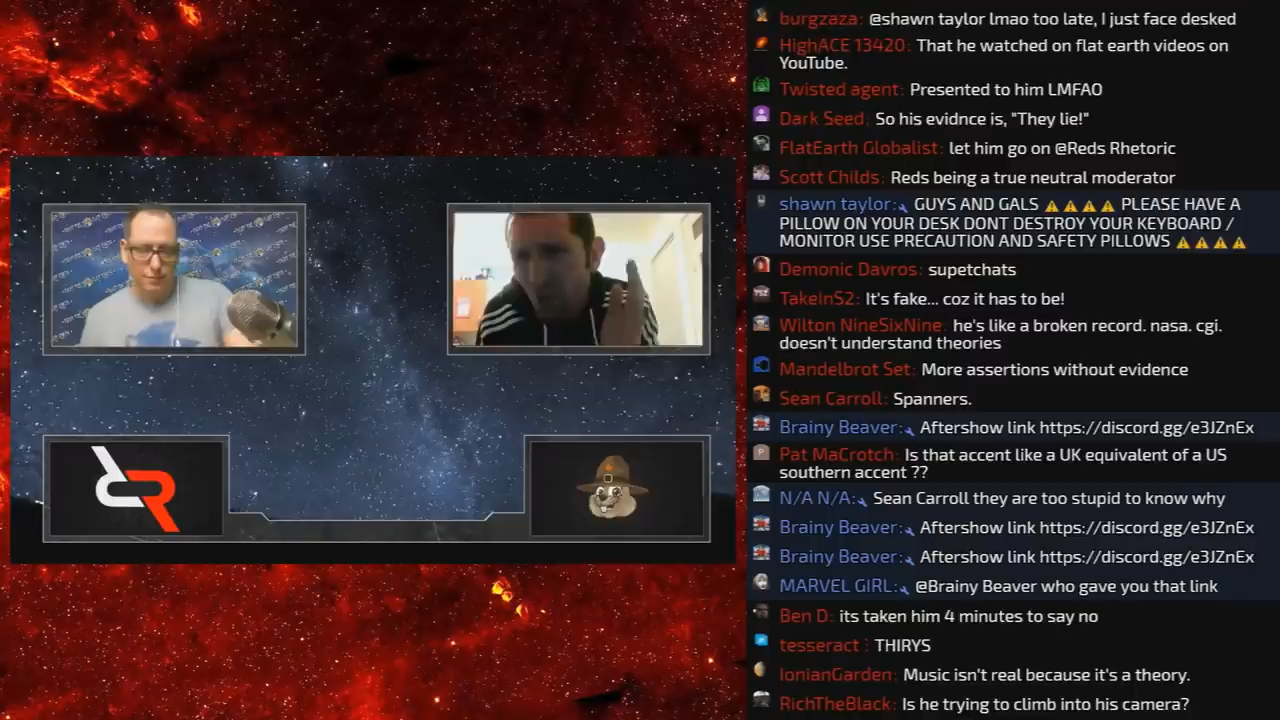 burgzaza: @shawn taylor lmao too late, I just face desked
HighACE 13420: That he watched on flat earth videos on
YouTube.
Twisted agent: Presented to him LMFAO
Dark Seed: So his evidnce is, "They lie!"
FlatEarth Globalist: let him go on @Reds Rhetoric
Scott Childs: Reds being a true neutral moderator
shawn taylor: GUYS AND GALS ⚠⚠⚠⚠ PLEASE HAVE A
PILLOW ON YOUR DESK DONT DESTROY YOUR KEYBOARD /
MONITOR USE PRECAUTION AND SAFETY PILLOWS ⚠⚠⚠⚠
Demonic Davros: supetchats
TakeInS2: It's fake... coz it has to be!
Wilton NineSixNine: he's like a broken record. nasa. cgi.
doesn't understand theories
Mandelbrot Set: More assertions without evidence
Sean Carroll: Spanners.
Brainy Beaver: Aftershow link https://discord.gg/e3JZnEx
Pat MaCrotch: Is that accent like a UK equivalent of a US
southern accent ??
N/A N/A: Sean Carroll they are too stupid to know why
Brainy Beaver: Aftershow link https://discord.gg/e3JZnEx
Brainy Beaver: Aftershow link https://discord.gg/e3JZnEx
MARVEL GIRL: @Brainy Beaver who gave you that link
Ben D: its taken him 4 minutes to say no
tesseract : THIRYS
IonianGarden: Music isn't real because it's a theory.
RichTheBlack: Is he trying to climb into his camera?